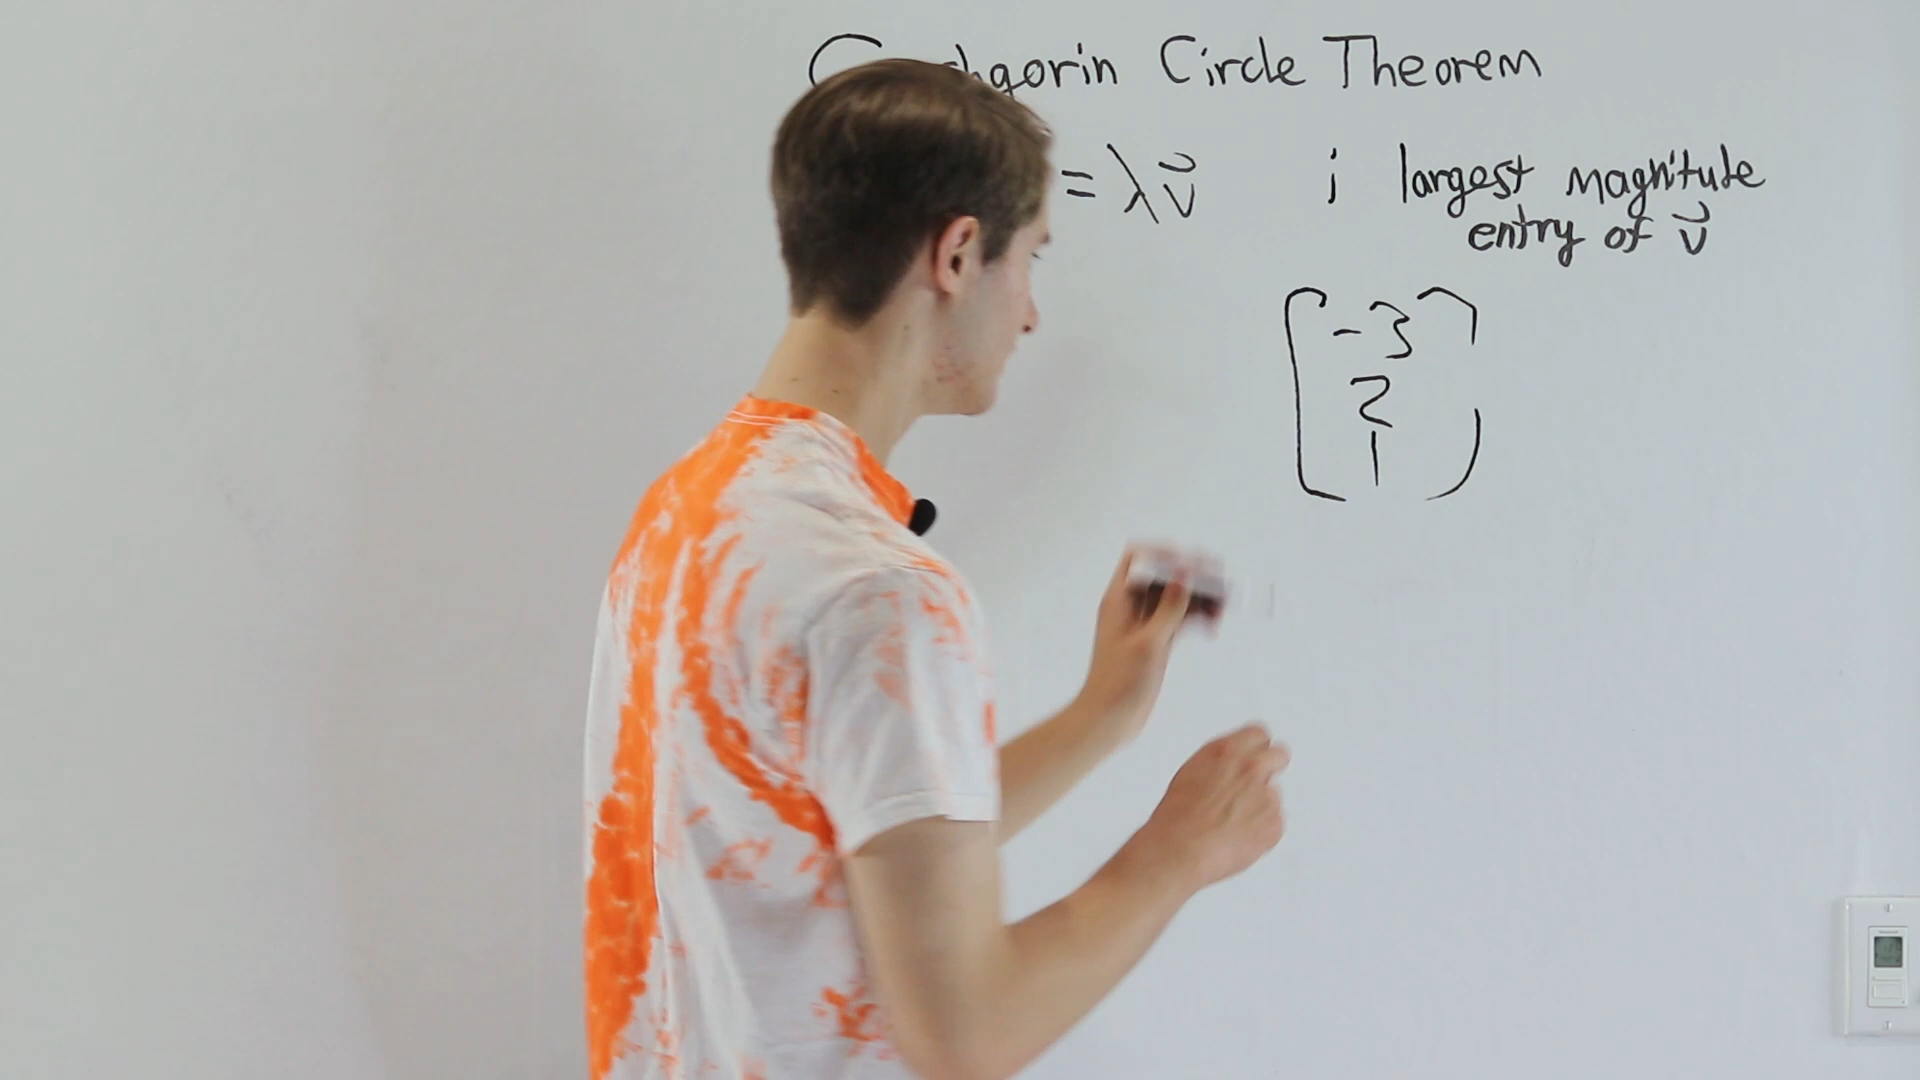 Circle Theorem
= λv⃗ i largest magnitude
entry of v⃗
-3
2
1